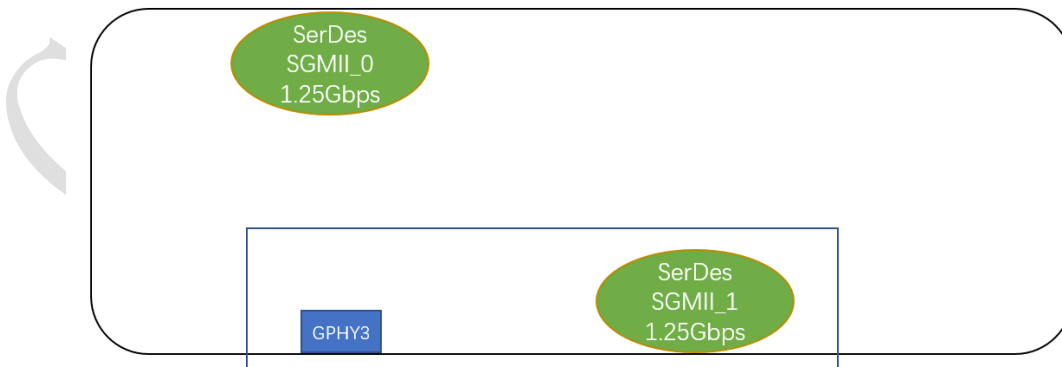 SerDes
SGMII_0
1.25Gbps
SerDes
SGMII_1
1.25Gbps
GPHY3